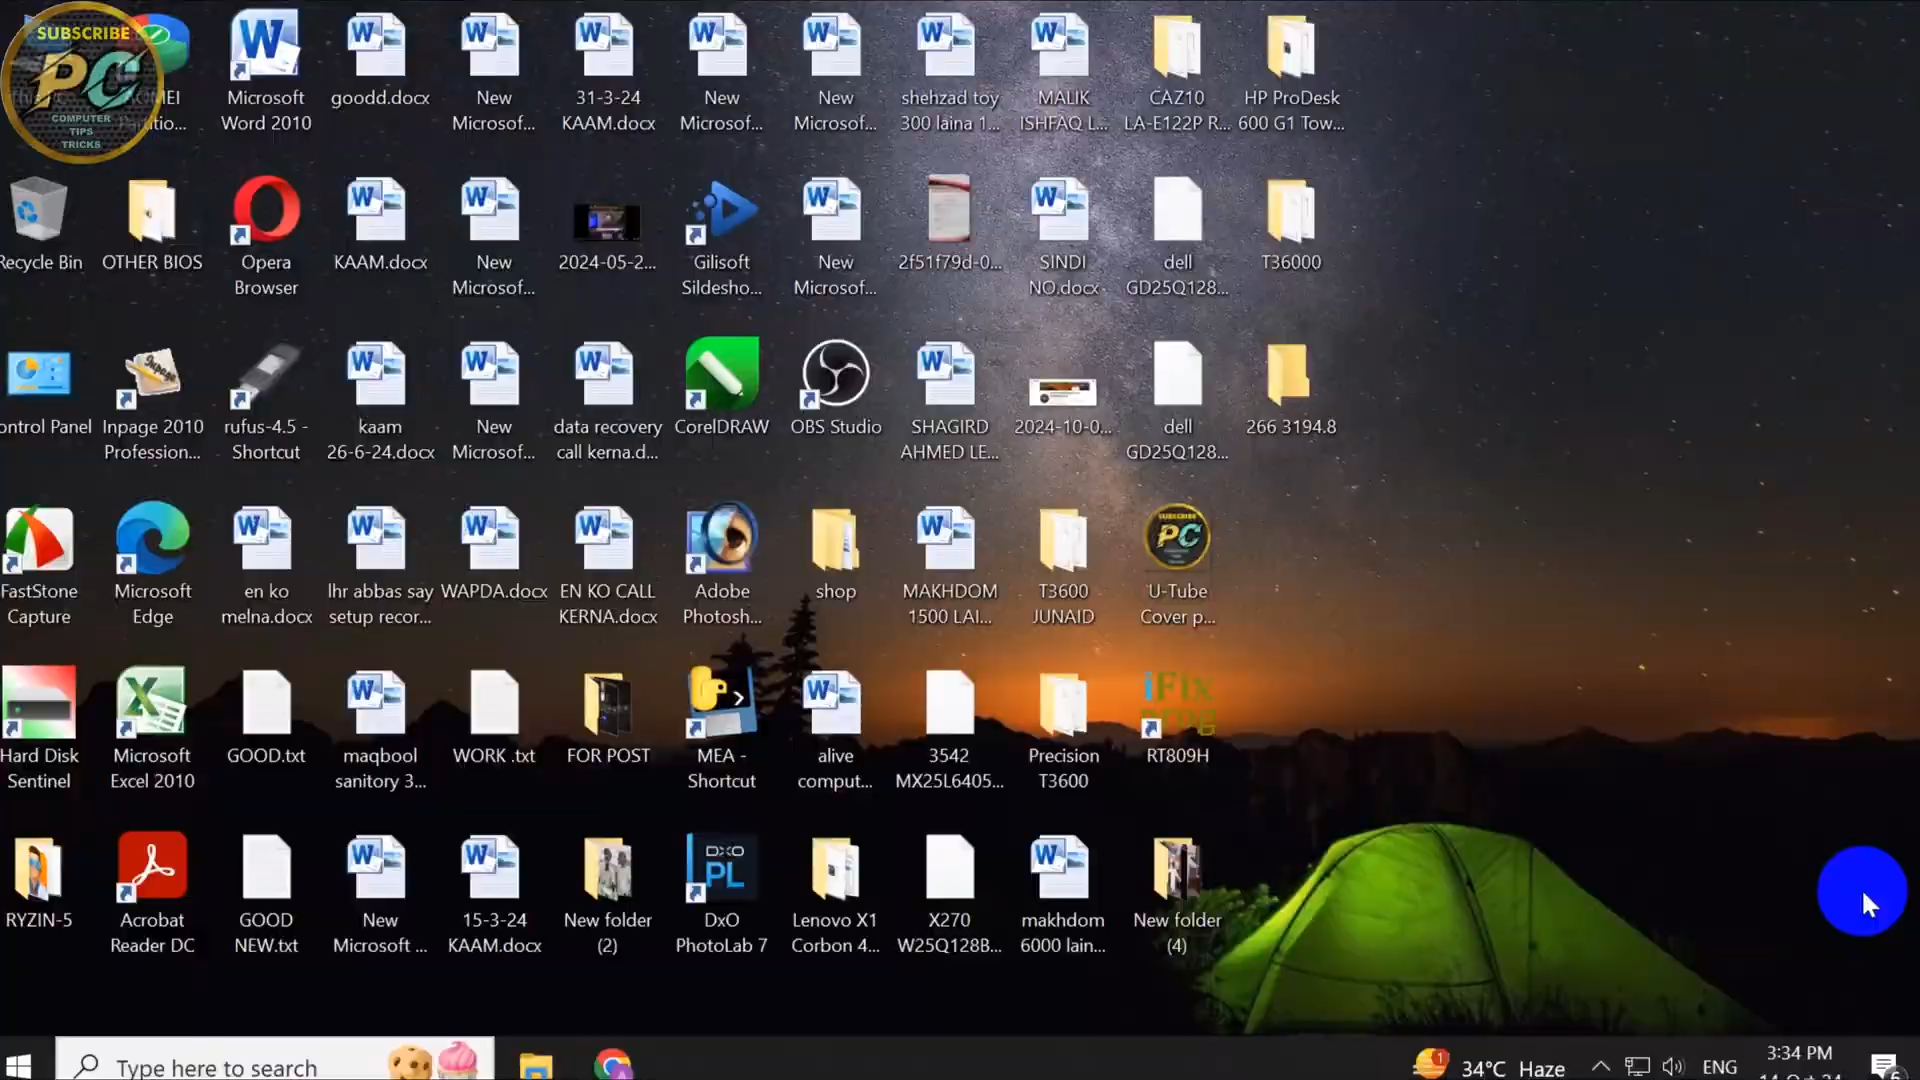 SUBSCRIBE
PC
COMPUTER
TIPS
TRICKS
Microsoft
Word 2010
goodd.docx
New
Microsof...
31-3-24
KAAM.docx
New
Microsof...
New
Microsof...
shehzad toy
300 laina 1...
MALIK
ISHFAQ L...
CAZ10
LA-E122P R...
HP ProDesk
600 G1 Tow...
Recycle Bin
OTHER BIOS
Opera
Browser
KAAM.docx
New
Microsof...
2024-05-2...
Gilisoft
Sildesho...
New
Microsof...
2f51f79d-0...
SINDI
NO.docx
dell
GD25Q128...
T36000
ontrol Panel
Inpage 2010
Profession...
rufus-4.5 -
Shortcut
kaam
26-6-24.docx
New
Microsof...
data recovery
call kerna.d...
CorelDRAW
OBS Studio
SHAGIRD
AHMED LE...
2024-10-0...
dell
GD25Q128...
266 3194.8
FastStone
Capture
Microsoft
Edge
en ko
melna.docx
lhr abbas say
setup recor...
WAPDA.docx
EN KO CALL
KERNA.docx
Adobe
Photosh...
shop
MAKHDOM
1500 LAI...
T3600
JUNAID
SUBSCRIBE
PC
U-Tube
Cover p...
Hard Disk
Sentinel
Microsoft
Excel 2010
GOOD.txt
maqbool
sanitory 3...
WORK .txt
FOR POST
MEA -
Shortcut
alive
comput...
3542
MX25L6405...
Precision
T3600
iFix
prog
RT809H
RYZIN-5
Acrobat
Reader DC
GOOD
NEW.txt
New
Microsoft ...
15-3-24
KAAM.docx
New folder
(2)
DXO
PL
DxO
PhotoLab 7
Lenovo X1
Corbon 4...
X270
W25Q128B...
makhdom
6000 lain...
New folder
(4)
Type here to search
1
34°C Haze
ENG
3:34 PM
6